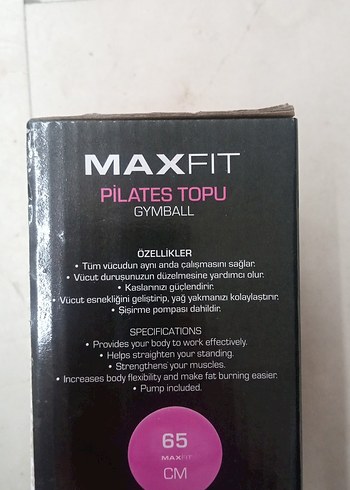 MAXFIT
PİLATES TOPU
GYMBALL
ÖZELLİKLER
• Tüm vücudun aynı anda çalışmasını sağlar.
• Vücut duruşunuzun düzelmesine yardımcı olur.
• Kaslarınızı güçlendirir.
• Vücut esnekliğini geliştirip, yağ yakmanızı kolaylaştırır.
• Şişirme pompası dahildir.
SPECIFICATIONS
• Provides your body to work effectively.
• Helps straighten your standing.
• Strengthens your muscles.
• Increases body flexibility and make fat burning easier.
• Pump included.
65
MAXFIT
CM